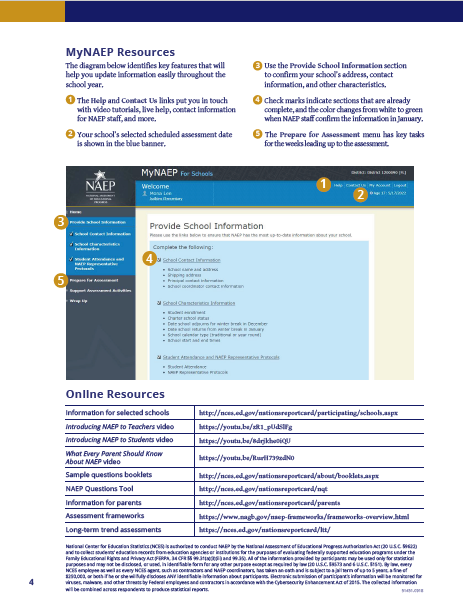 MyNAEP Resources
The diagram below identifies key features that will
help you update information easily throughout the
school year.
1 The Help and Contact Us links put you in touch
with video tutorials, live help, contact information
for NAEP staff, and more.
2 Your school's selected scheduled assessment date
is shown in the blue banner.
3 Use the Provide School Information section
to confirm your school's address, contact
information, and other characteristics.
4 Check marks indicate sections that are already
complete, and the color changes from white to green
when NAEP staff confirm the information in January.
5 The Prepare for Assessment menu has key tasks
for the weeks leading up to the assessment.
NAEP
MyNAEP For Schools
Welcome
1
Help | Contact Us | My Account | Logout
2
Home
3 Provide School Information
School Contact Information
School Characteristics
Information
Student Attendance and
NAEP Representative
Protocols
5 Prepare for Assessment
Support Assessment Activities
Wrap Up
Provide School Information
Please use the links below to ensure that NAEP has the most up-to-date information about your school.
Complete the following:
4 School Contact Information
• School name and address
• Shipping address
• Principal contact information
• School coordinator contact information
School Characteristics Information
• Student enrollment
• Charter school status
• Date school adjourns for winter break in December
• Date school returns from winter break in January
• School calendar type (traditional or year round)
• School start and end times
Student Attendance and NAEP Representative Protocols
• Student Attendance
• NAEP Representative Protocols
Online Resources
Information for selected schools http://nces.ed.gov/nationsreportcard/participating/schools.aspx
Introducing NAEP to Teachers video
Introducing NAEP to Students video
What Every Parent Should Know
About NAEP video
Sample questions booklets http://nces.ed.gov/nationsreportcard/about/booklets.aspx
NAEP Questions Tool http://nces.ed.gov/nationsreportcard/nqt
Information for parents http://nces.ed.gov/nationsreportcard/parents
Assessment frameworks https://www.nagb.gov/naep-frameworks/frameworks-overview.html
Long-term trend assessments https://nces.ed.gov/nationsreportcard/ltt/
National Center for Education Statistics (NCES) is authorized to conduct NAEP by the National Assessment of Educational Progress Authorization Act (20 U.S.C. §9622)
and to collect students' education records from education agencies or institutions for the purposes of evaluating federally supported education programs under the
Family Educational Rights and Privacy Act (FERPA, 34 CFR §§ 99.31(a)(3)(iii) and 99.35). All of the information provided by participants may be used only for statistical
purposes and may not be disclosed, or used, in identifiable form for any other purpose except as required by law (20 U.S.C. §9573 and 6 U.S.C. §151). By law, every
NCES employee as well as every NCES agent, such as contractors and NAEP coordinators, has taken an oath and is subject to a jail term of up to 5 years, a fine of
$250,000, or both if he or she willfully discloses ANY identifiable information about participants. Electronic submission of participant's information will be monitored for
viruses, malware, and other threats by Federal employees and contractors in accordance with the Cybersecurity Enhancement Act of 2015. The collected information
will be combined across respondents to produce statistical reports.
4